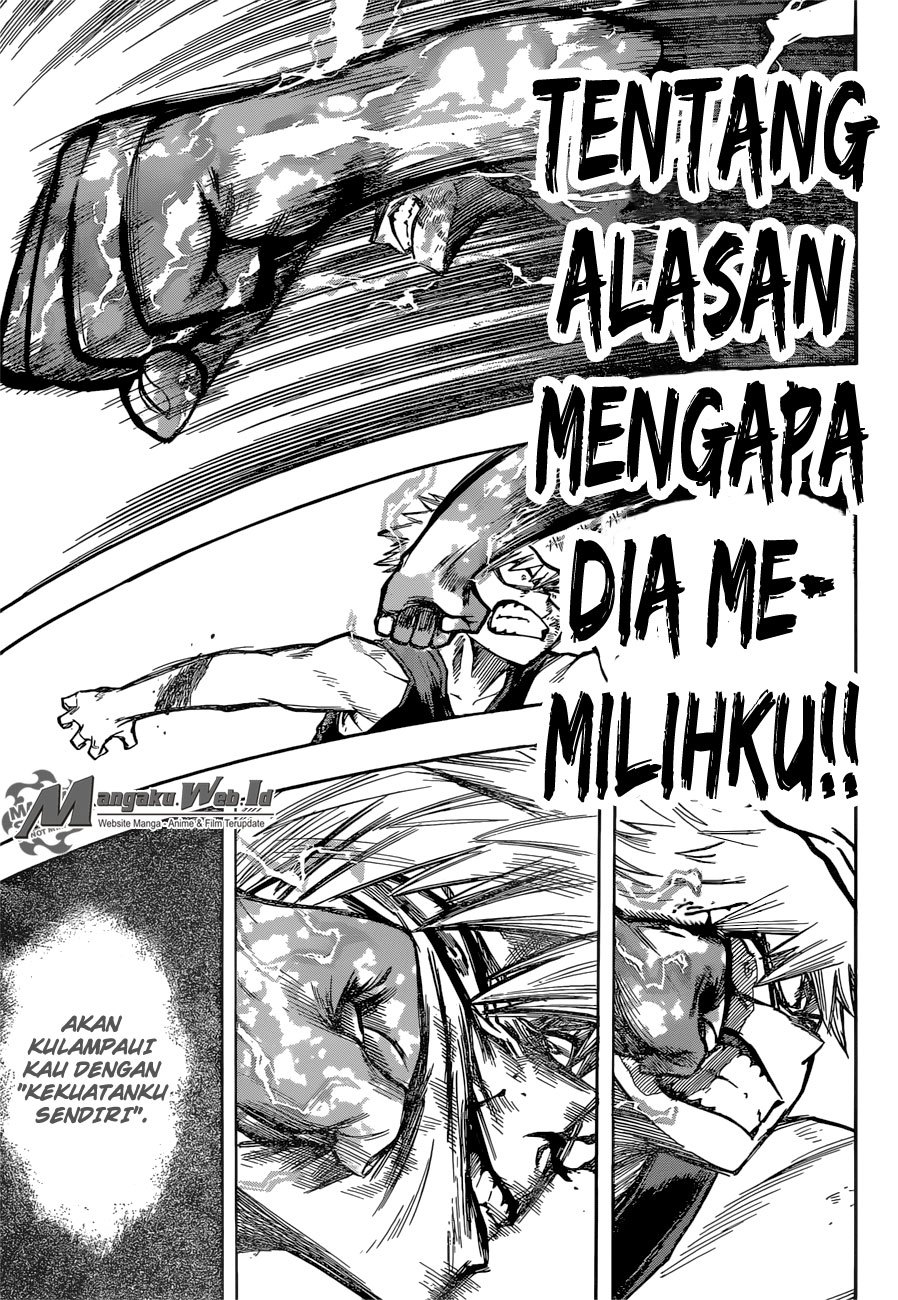 TENTANG
ALASAN
MENGAPA
DIA ME-
MILIHKU!!
Mangaku.Web.Id
Website Manga - Anime & Film Terupdate
AKAN
KULAMPAUI
KAU DENGAN
"KEKUATANKU
SENDIRI".